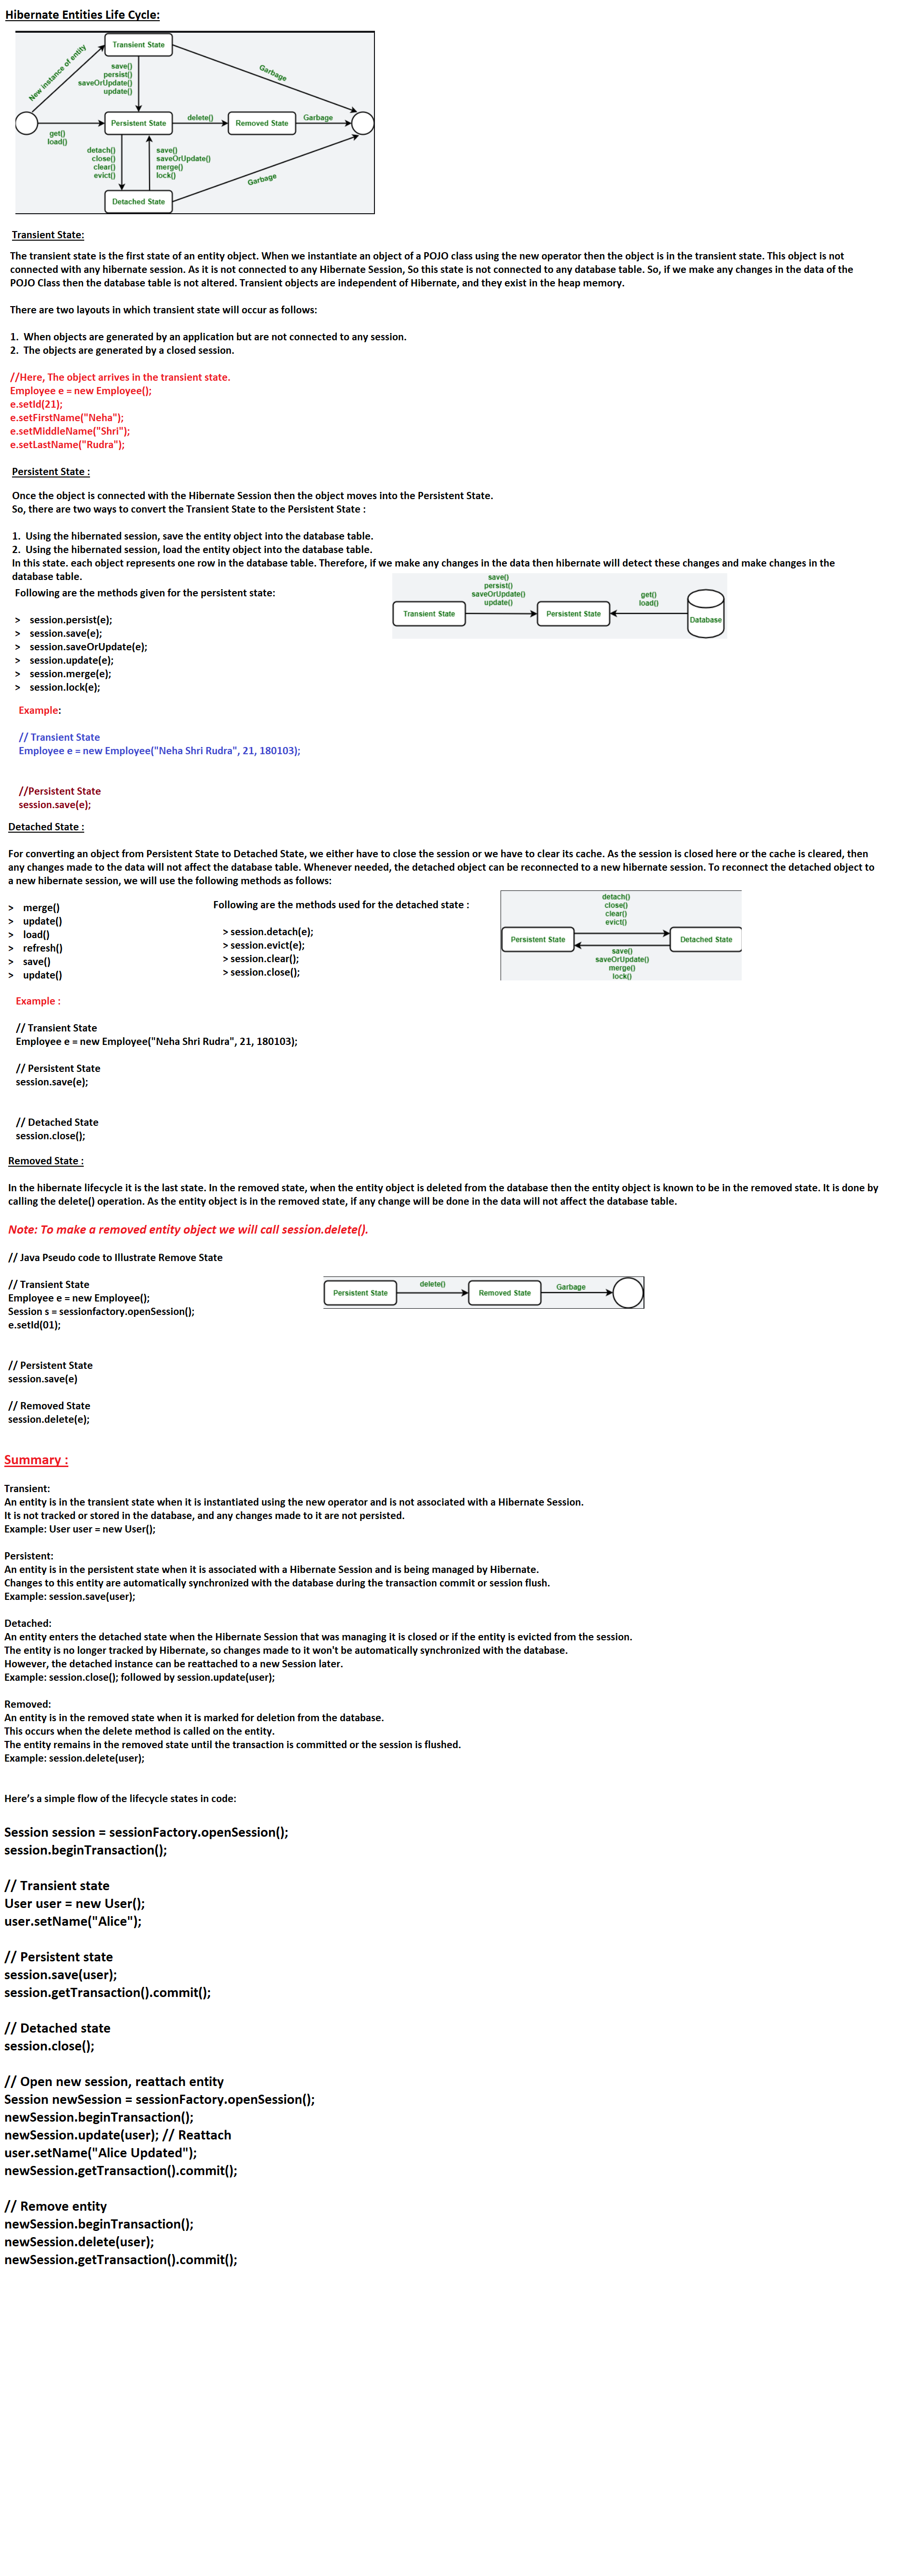 Hibernate Entities Life Cycle:
Transient State
New instance of entity
save()
persist()
saveOrUpdate()
update()
Garbage
Persistent State
delete()
Removed State
Garbage
get()
load()
detach()
close()
clear()
evict()
save()
saveOrUpdate()
merge()
lock()
Garbage
Detached State
Transient State:
The transient state is the first state of an entity object. When we instantiate an object of a POJO class using the new operator then the object is in the transient state. This object is not
connected with any hibernate session. As it is not connected to any Hibernate Session, So this state is not connected to any database table. So, if we make any changes in the data of the
POJO Class then the database table is not altered. Transient objects are independent of Hibernate, and they exist in the heap memory.
There are two layouts in which transient state will occur as follows:
1. When objects are generated by an application but are not connected to any session.
2. The objects are generated by a closed session.
//Here, The object arrives in the transient state.
Employee e = new Employee();
e.setId(21);
e.setFirstName("Neha");
e.setMiddleName("Shri");
e.setLastName("Rudra");
Persistent State :
Once the object is connected with the Hibernate Session then the object moves into the Persistent State.
So, there are two ways to convert the Transient State to the Persistent State :
1. Using the hibernated session, save the entity object into the database table.
2. Using the hibernated session, load the entity object into the database table.
In this state. each object represents one row in the database table. Therefore, if we make any changes in the data then hibernate will detect these changes and make changes in the
database table.
Following are the methods given for the persistent state:
> session.persist(e);
> session.save(e);
> session.saveOrUpdate(e);
> session.update(e);
> session.merge(e);
> session.lock(e);
save()
persist()
saveOrUpdate()
update()
get()
load()
Transient State
Persistent State
Database
Example:
// Transient State
Employee e = new Employee("Neha Shri Rudra", 21, 180103);
//Persistent State
session.save(e);
Detached State :
For converting an object from Persistent State to Detached State, we either have to close the session or we have to clear its cache. As the session is closed here or the cache is cleared, then
any changes made to the data will not affect the database table. Whenever needed, the detached object can be reconnected to a new hibernate session. To reconnect the detached object to
a new hibernate session, we will use the following methods as follows:
> merge()
> update()
> load()
> refresh()
> save()
> update()
Following are the methods used for the detached state :
> session.detach(e);
> session.evict(e);
> session.clear();
> session.close();
detach()
close()
clear()
evict()
Persistent State
Detached State
save()
saveOrUpdate()
merge()
lock()
Example :
// Transient State
Employee e = new Employee("Neha Shri Rudra", 21, 180103);
// Persistent State
session.save(e);
// Detached State
session.close();
Removed State :
In the hibernate lifecycle it is the last state. In the removed state, when the entity object is deleted from the database then the entity object is known to be in the removed state. It is done by
calling the delete() operation. As the entity object is in the removed state, if any change will be done in the data will not affect the database table.
Note: To make a removed entity object we will call session.delete().
// Java Pseudo code to Illustrate Remove State
// Transient State
Employee e = new Employee();
Session s = sessionfactory.openSession();
e.setId(01);
Persistent State
delete()
Removed State
Garbage
// Persistent State
session.save(e)
// Removed State
session.delete(e);
Summary :
Transient:
An entity is in the transient state when it is instantiated using the new operator and is not associated with a Hibernate Session.
It is not tracked or stored in the database, and any changes made to it are not persisted.
Example: User user = new User();
Persistent:
An entity is in the persistent state when it is associated with a Hibernate Session and is being managed by Hibernate.
Changes to this entity are automatically synchronized with the database during the transaction commit or session flush.
Example: session.save(user);
Detached:
An entity enters the detached state when the Hibernate Session that was managing it is closed or if the entity is evicted from the session.
The entity is no longer tracked by Hibernate, so changes made to it won't be automatically synchronized with the database.
However, the detached instance can be reattached to a new Session later.
Example: session.close(); followed by session.update(user);
Removed:
An entity is in the removed state when it is marked for deletion from the database.
This occurs when the delete method is called on the entity.
The entity remains in the removed state until the transaction is committed or the session is flushed.
Example: session.delete(user);
Here’s a simple flow of the lifecycle states in code:
Session session = sessionFactory.openSession();
session.beginTransaction();
// Transient state
User user = new User();
user.setName("Alice");
// Persistent state
session.save(user);
session.getTransaction().commit();
// Detached state
session.close();
// Open new session, reattach entity
Session newSession = sessionFactory.openSession();
newSession.beginTransaction();
newSession.update(user); // Reattach
user.setName("Alice Updated");
newSession.getTransaction().commit();
// Remove entity
newSession.beginTransaction();
newSession.delete(user);
newSession.getTransaction().commit();